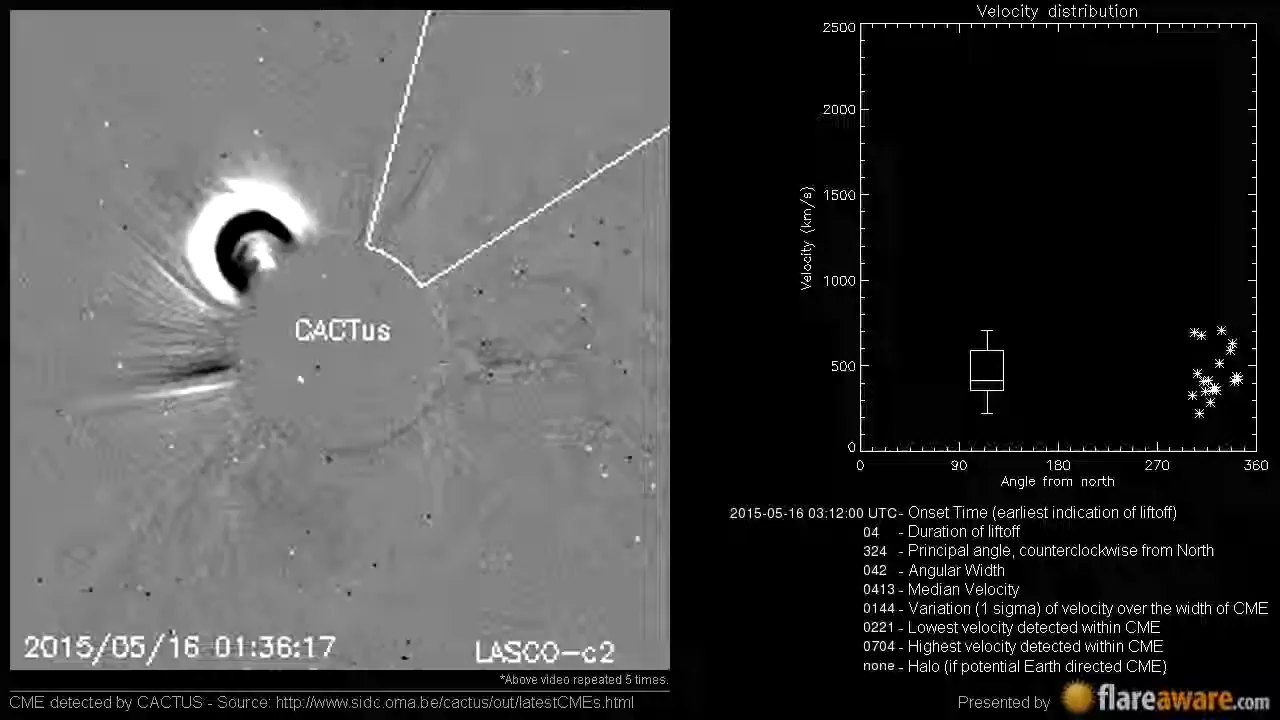 Velocity distribution
2500
2000
1500
1000
500
0
Velocity (km/s)
0 90 180 270 360
Angle from north
CACTus
2015/05/16 01:36:17
LASCO-c2
*Above video repeated 5 times.
CME detected by CACTUS - Source: http://www.sidc.oma.be/cactus/out/latestCMEs.html
2015-05-16 03:12:00 UTC- Onset Time (earliest indication of liftoff)
04 - Duration of liftoff
324 - Principal angle, counterclockwise from North
042 - Angular Width
0413 - Median Velocity
0144 - Variation (1 sigma) of velocity over the width of CME
0221 - Lowest velocity detected within CME
0704 - Highest velocity detected within CME
none - Halo (if potential Earth directed CME)
Presented by flareaware.com